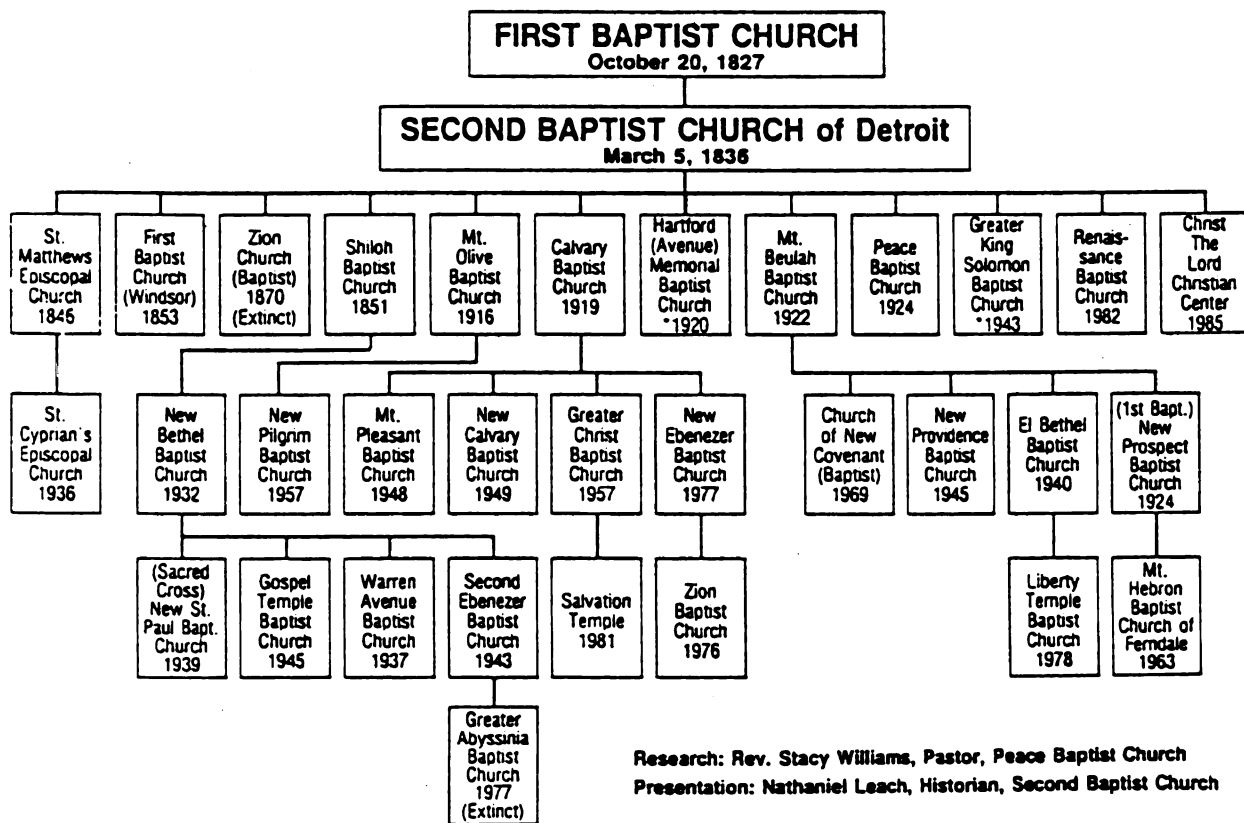 FIRST BAPTIST CHURCH
October 20, 1827
SECOND BAPTIST CHURCH of Detroit
March 5, 1836
St.
Matthews
Episcopal
Church
1846
First
Baptist
Church
(Windsor)
1853
Zion
Church
(Baptist)
1870
(Extinct)
Shiloh
Baptist
Church
1851
Mt.
Olive
Baptist
Church
1916
Calvary
Baptist
Church
1919
Hartford
(Avenue)
Memorial
Baptist
Church
*1920
Mt.
Beulah
Baptist
Church
1922
Peace
Baptist
Church
1924
Greater
King
Solomon
Baptist
Church
*1943
Renais-
sance
Baptist
Church
1982
Christ
The
Lord
Christian
Center
1985
St.
Cyprian's
Episcopal
Church
1936
New
Bethel
Baptist
Church
1932
New
Pilgrim
Baptist
Church
1957
Mt.
Pleasant
Baptist
Church
1948
New
Calvary
Baptist
Church
1949
Greater
Christ
Baptist
Church
1957
New
Ebenezer
Baptist
Church
1977
Church
of New
Covenant
(Baptist)
1969
New
Providence
Baptist
Church
1945
El Bethel
Baptist
Church
1940
(1st Bapt.)
New
Prospect
Baptist
Church
1924
(Sacred
Cross)
New St.
Paul Bapt.
Church
1939
Gospel
Temple
Baptist
Church
1945
Warren
Avenue
Baptist
Church
1937
Second
Ebenezer
Baptist
Church
1943
Salvation
Temple
1981
Zion
Baptist
Church
1976
Liberty
Temple
Baptist
Church
1978
Mt.
Hebron
Baptist
Church of
Ferndale
1963
Greater
Abyssinia
Baptist
Church
1977
(Extinct)
Research: Rev. Stacy Williams, Pastor, Peace Baptist Church
Presentation: Nathaniel Leach, Historian, Second Baptist Church